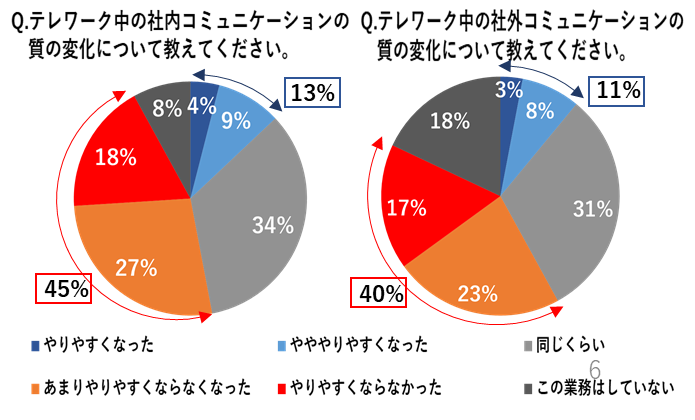 Q.テレワーク中の社内コミュニケーションの
質の変化について教えてください。
13%
4%
9%
34%
27%
18%
8%
45%
Q.テレワーク中の社外コミュニケーションの
質の変化について教えてください。
11%
3%
8%
31%
23%
17%
18%
40%
やりやすくなった
やややりやすくなった
同じくらい
あまりやりやすくならなくなった
やりやすくならなかった
この業務はしていない
6